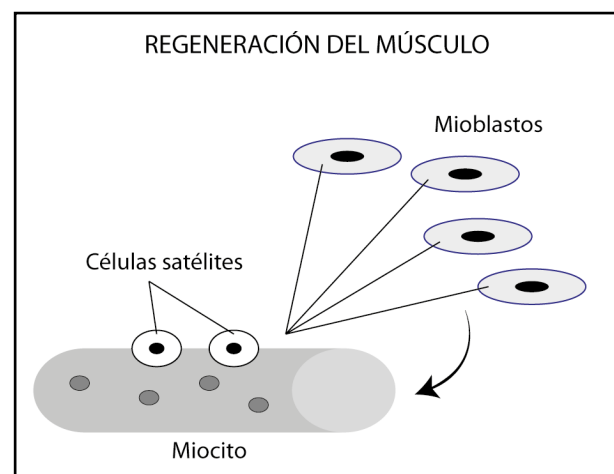 REGENERACIÓN DEL MÚSCULO
Mioblastos
Células satélites
Miocito